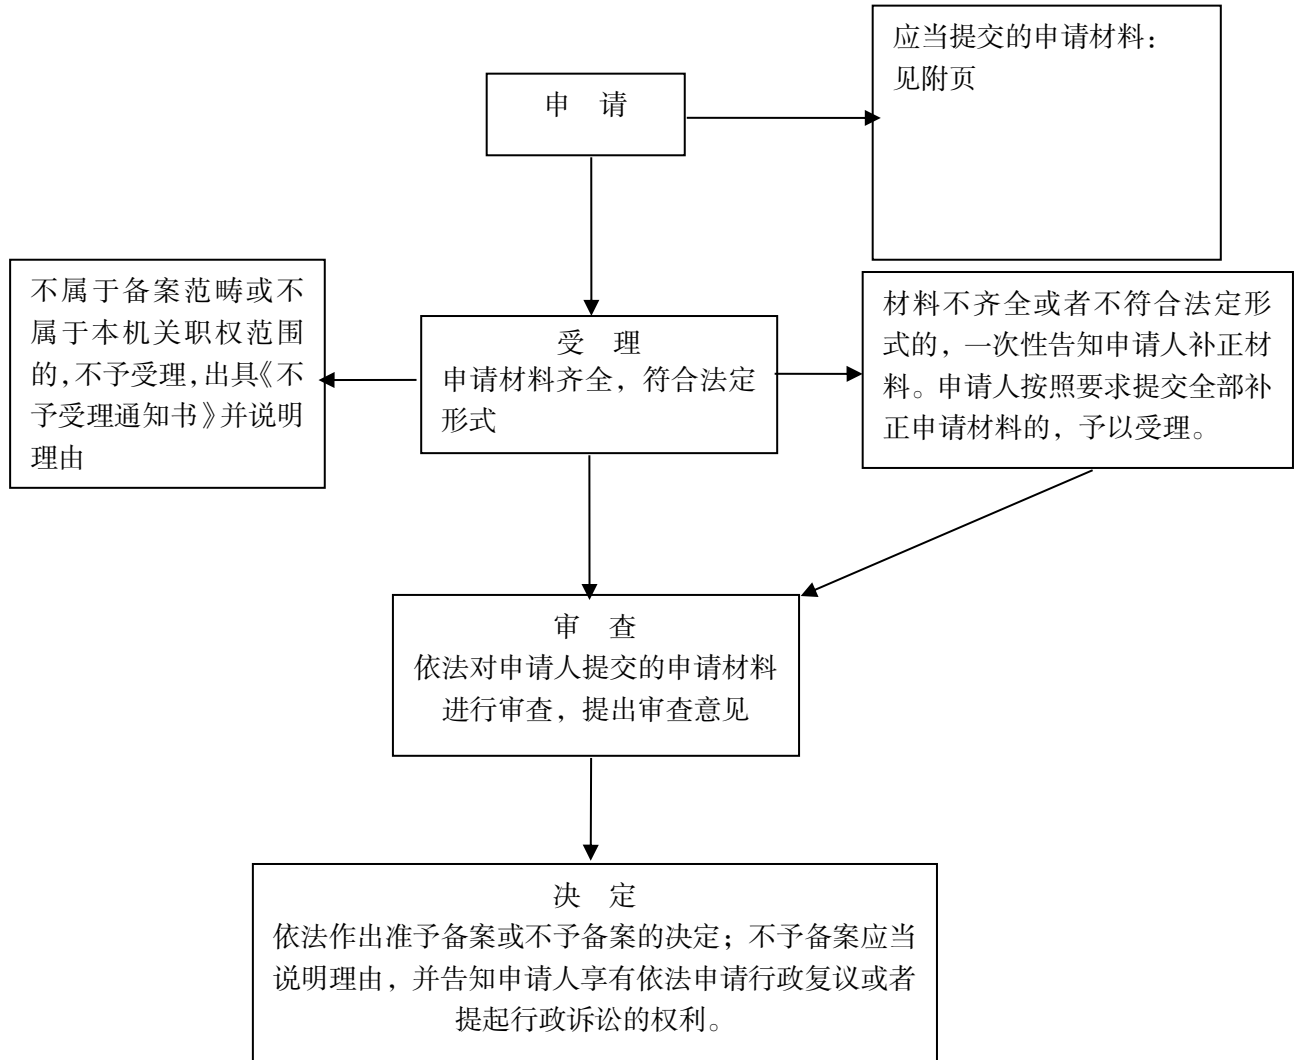 应当提交的申请材料：
见附页
申　请
不属于备案范畴或不
属于本机关职权范围
的，不予受理，出具《不
予受理通知书》并说明
理由
受　理
申请材料齐全，符合法定
形式
材料不齐全或者不符合法定形
式的，一次性告知申请人补正材
料。申请人按照要求提交全部补
正申请材料的，予以受理。
审　查
依法对申请人提交的申请材料
进行审查，提出审查意见
决　定
依法作出准予备案或不予备案的决定；不予备案应当
说明理由，并告知申请人享有依法申请行政复议或者
提起行政诉讼的权利。